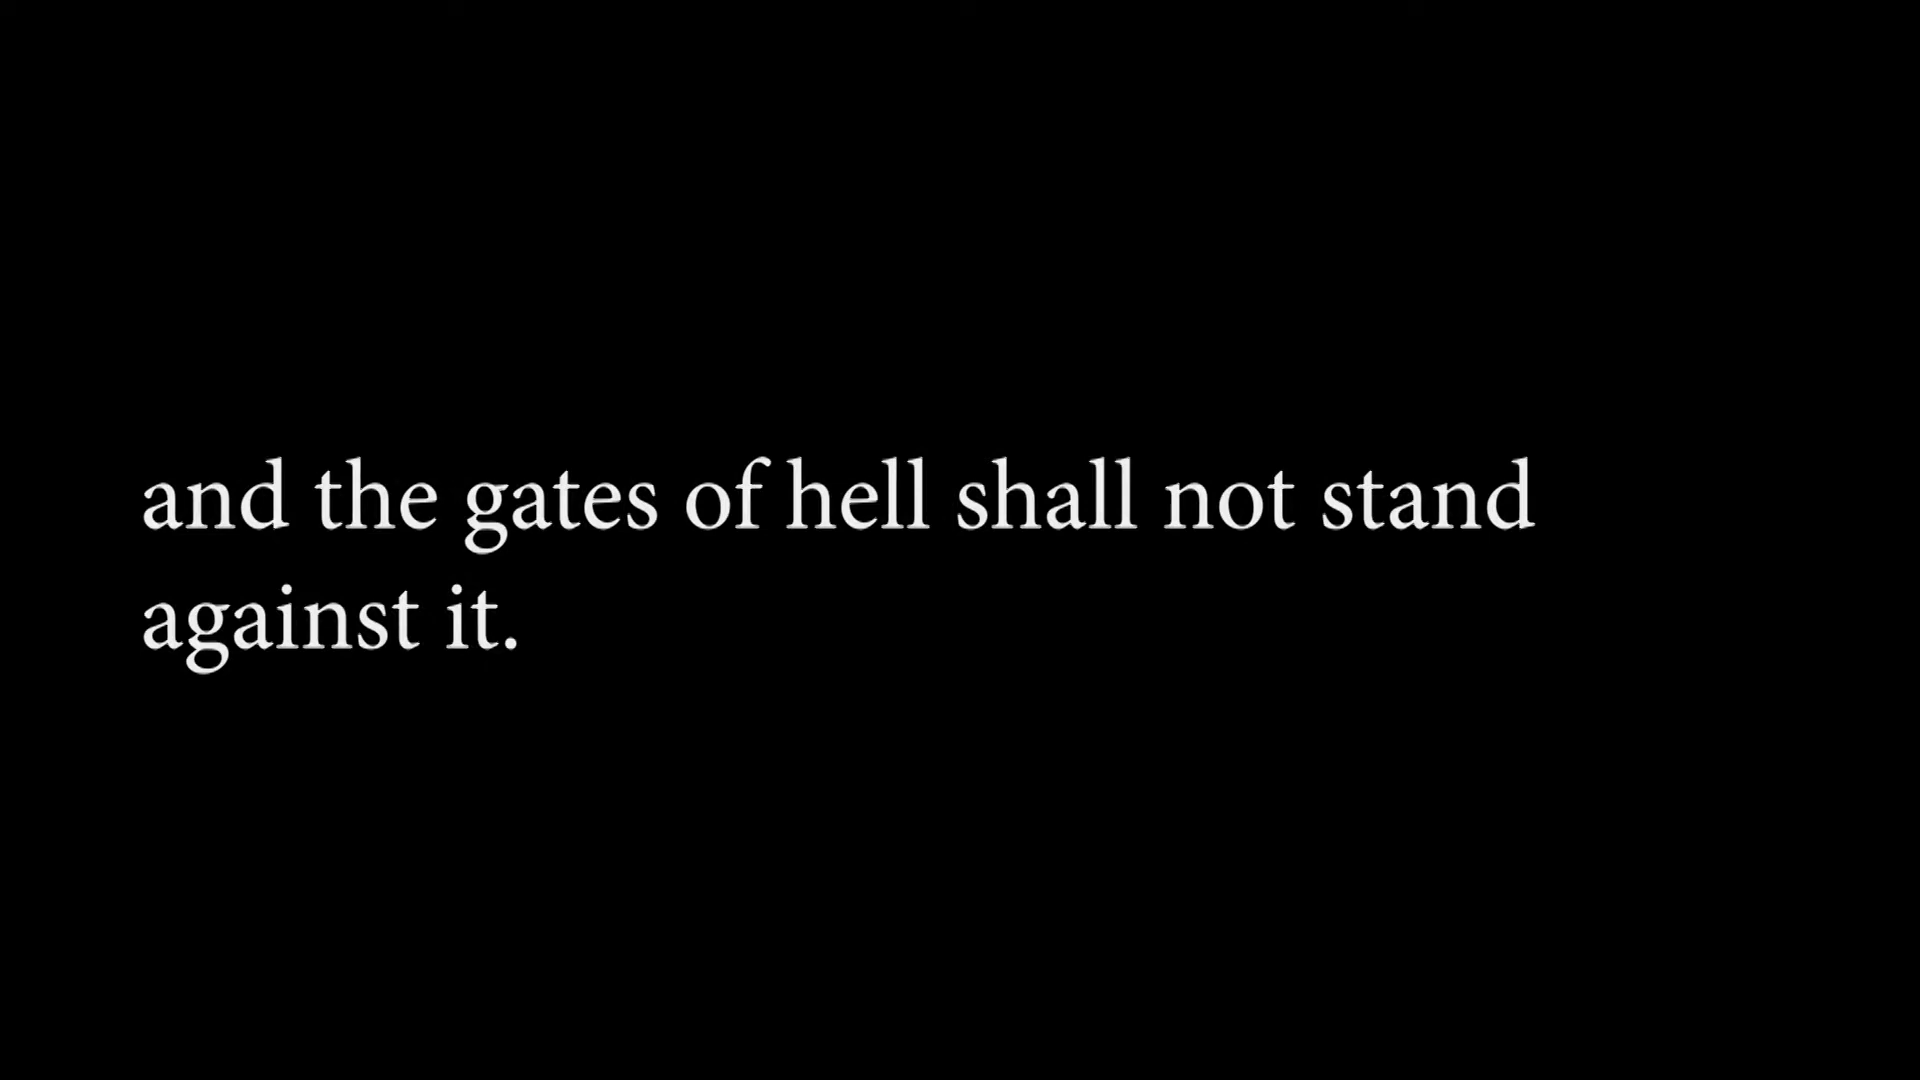 and the gates of hell shall not stand
against it.